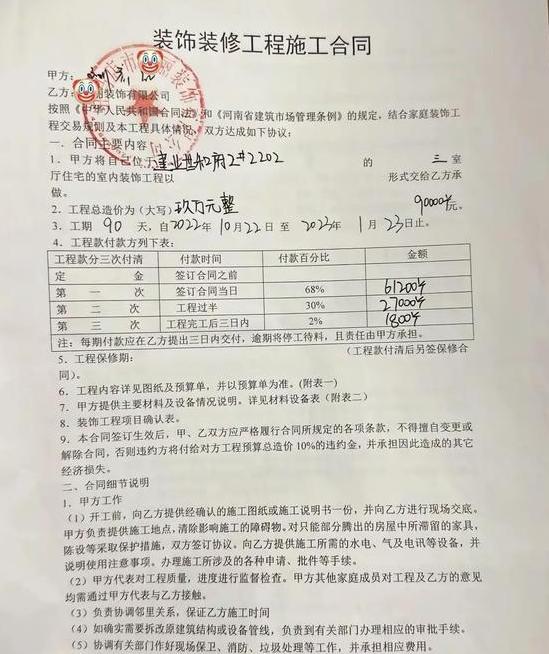 装饰装修工程施工合同
甲方：
乙方： 装饰有限公司
按照《中华人民共和国合同法》和《河南省建筑市场管理条例》的规定，结合家庭装饰工
程交易规则及本工程具体情况，双方达成如下协议：
一．合同主要内容
1．甲方将自己位于建业 和府2#2202 的 三 室
厅住宅的室内装饰工程以 形式交给乙方承
做。
2．工程总造价为（大写）玖万元整 90000元。
3．工期 90 天，自2022年10月22日至2023年1月23日止。
4．工程款付款方列下表：
工程款分三次付清 付款时间 付款百分比 金额
定 金 签订合同之前
第 一 次 签订合同当日 68% 61200
第 二 次 工程过半 30% 27000
第 三 次 工程完工后三日内 2% 1800
注：每期付款应在乙方提出三日内交付，逾期将停工待料，且责任由甲方承担。
5．工程保修期： （工程款付清后另签保修合
同）。
6．工程内容详见图纸及预算单，并以预算单为准。（附表一）
7．甲方提供主要材料及设备情况说明。详见材料设备表（附表二）
8．装饰工程项目确认表。
9．本合同签订生效后，甲、乙双方应严格履行合同所规定的各项条款，不得擅自变更或
解除合同，否则违约方将付给对方工程预算总造价10%的违约金，并承担因此造成的其它
经济损失。
二、合同细节说明
1．甲方工作
（1）开工前，向乙方提供经确认的施工图纸或施工说明书一份，并向乙方进行现场交底。
甲方负责提供施工地点，清除影响施工的障碍物。对只能部分腾出的房屋中所滞留的家具，
陈设等采取保护措施，双方签订协议。向乙方提供施工所需的水电、气及电讯等设备，并
说明使用注意事项。办理施工所涉及的各种申请、批件等手续。
（2）甲方代表对工程质量，进度进行监督检查。甲方其他家庭成员对工程及乙方的意见
均需通过甲方代表与乙方接触。
（3）负责协调邻里关系，保证乙方施工时间
（4）如确实需要拆改原建筑结构或设备管线，负责到有关部门办理相应的审批手续。
（5）协调有关部门作好现场保卫、消防、垃圾处理等工作，并承担相应费用。